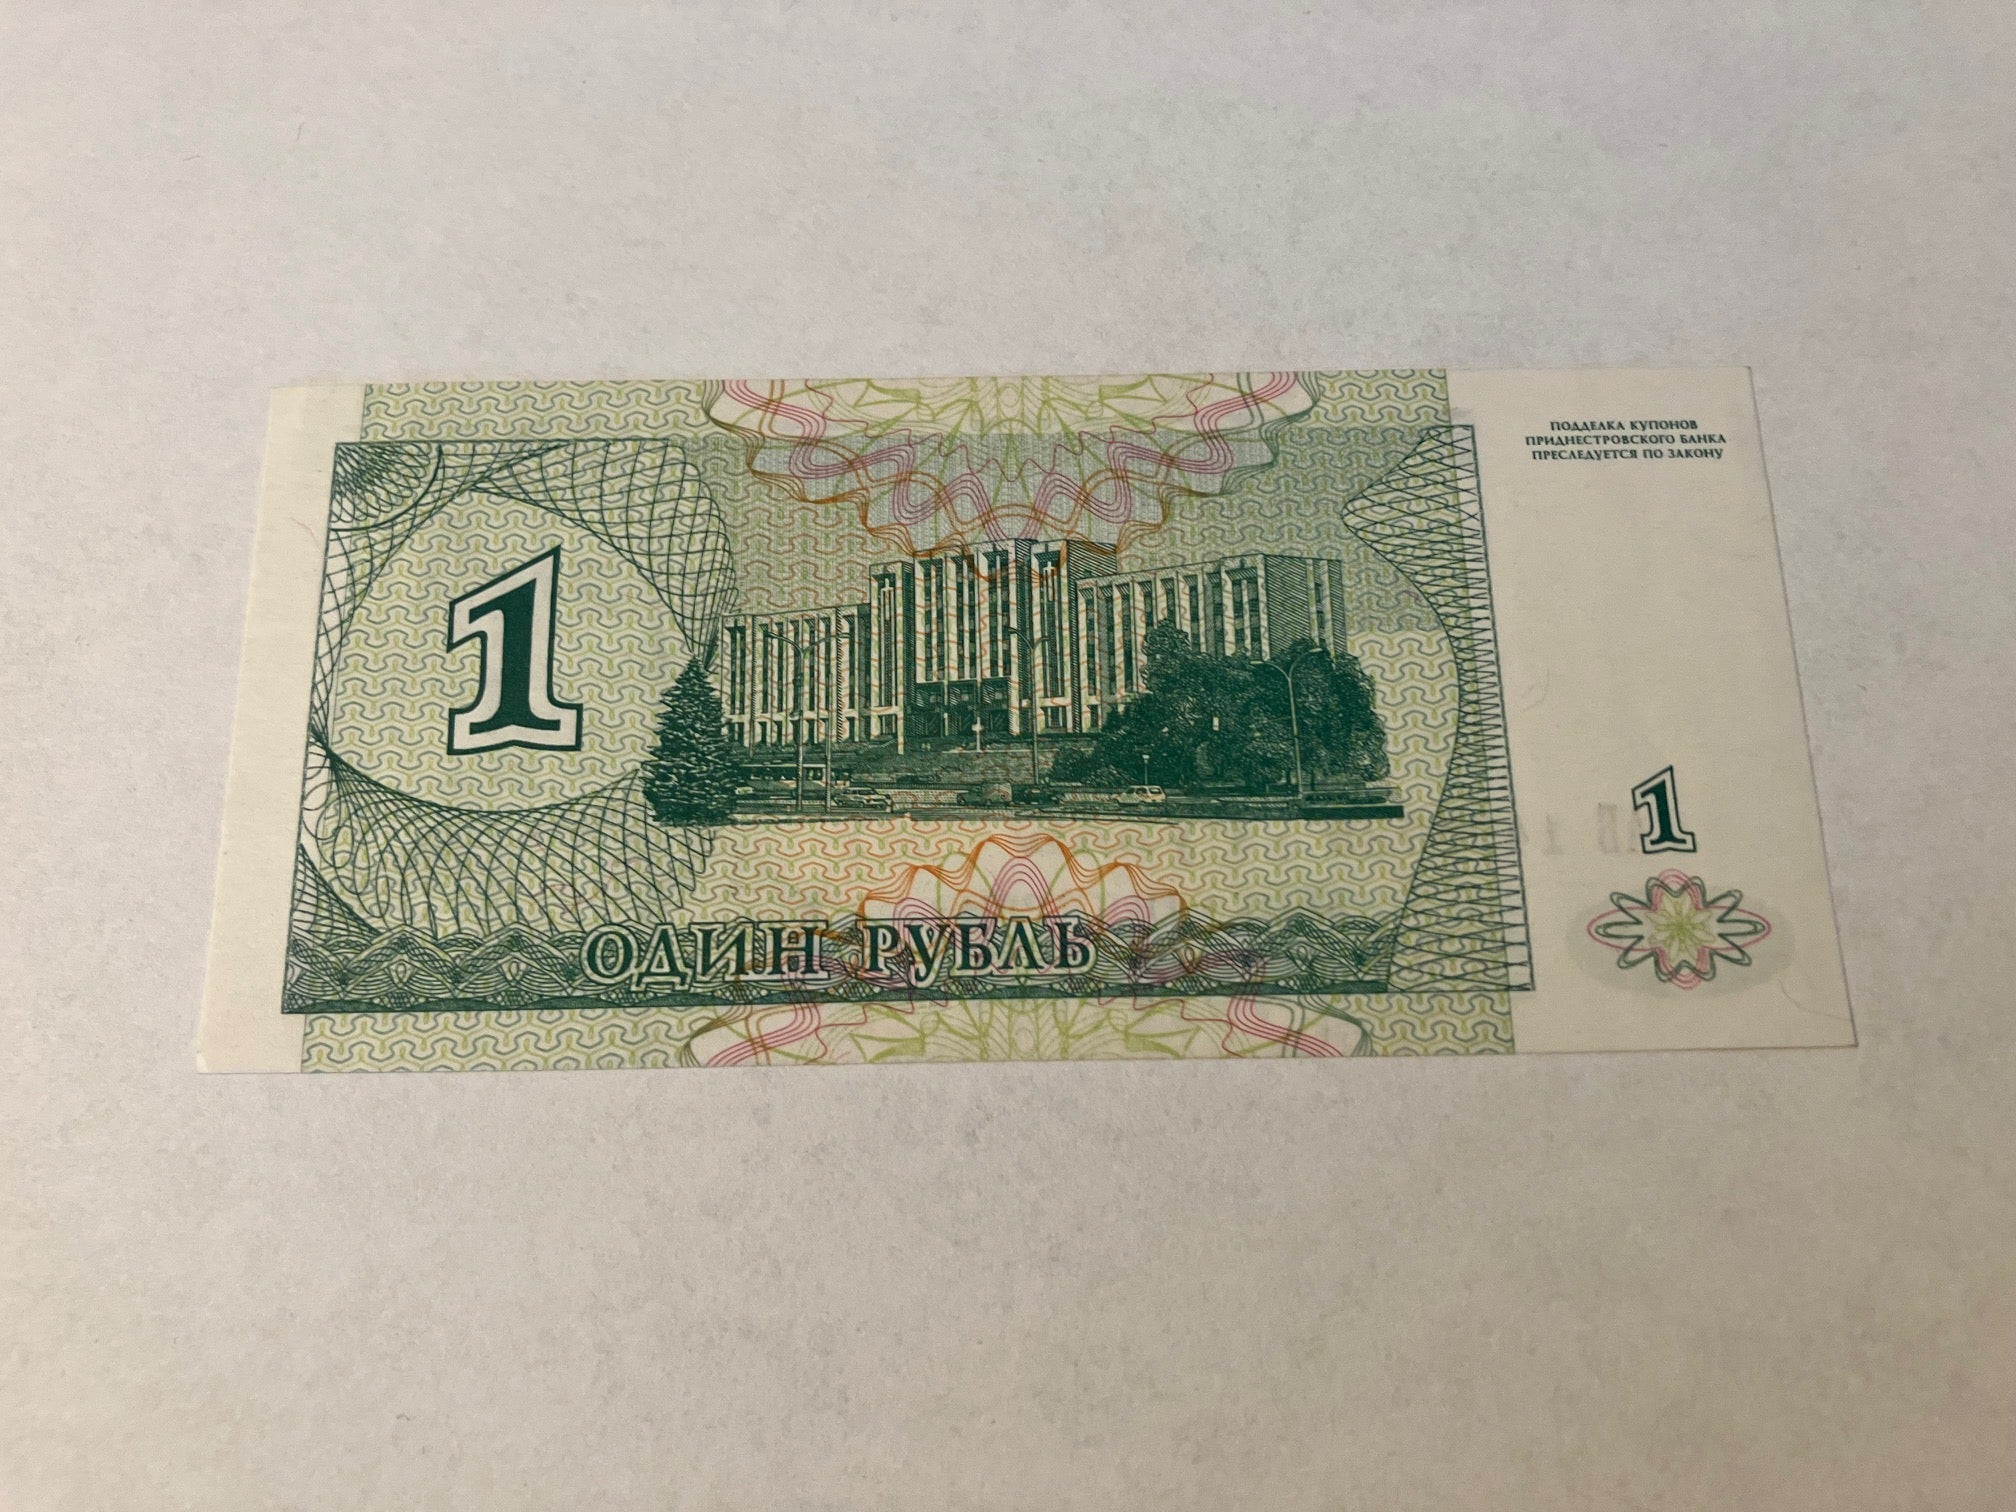 ПОДДЕЛКА КУПОНОВ
ПРИДНЕСТРОВСКОГО БАНКА
ПРЕСЛЕДУЕТСЯ ПО ЗАКОНУ
1
1
ОДИН РУБЛЬ